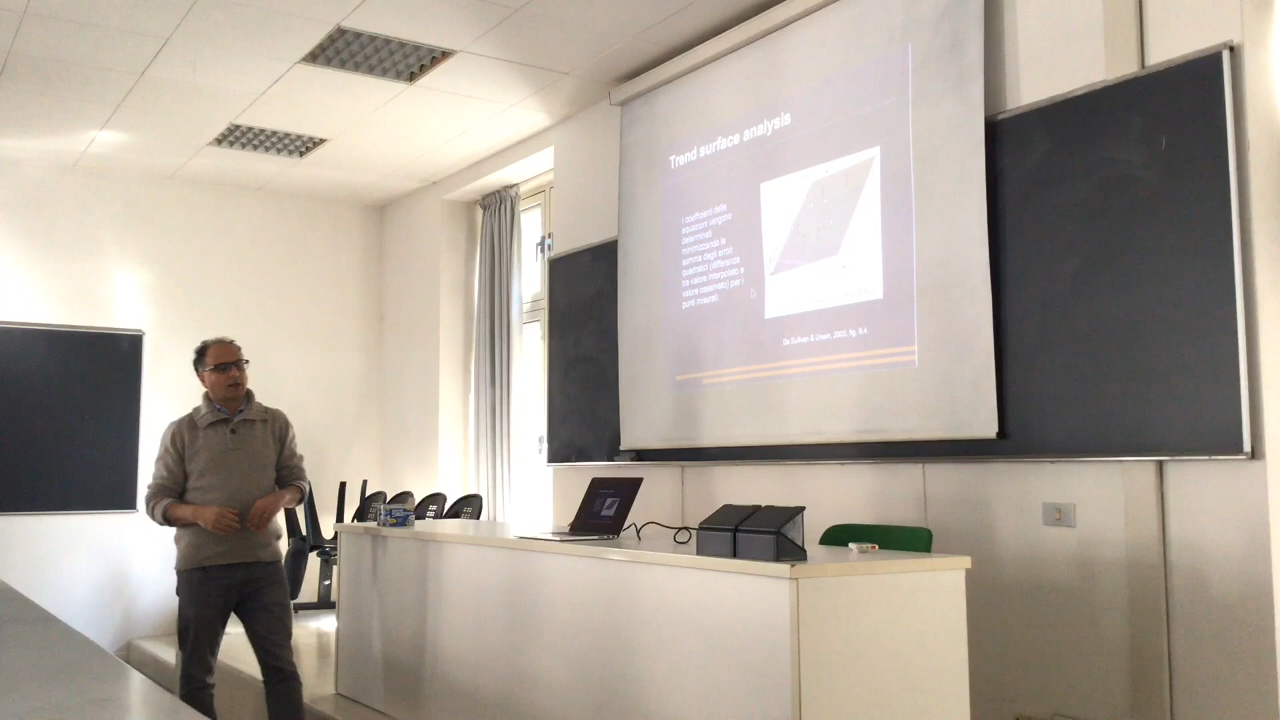 Trend surface analysis
I coefficienti delle
equazioni vengono
determinati
minimizzando la
somma degli errori
quadratici (differenza
tra valore interpolato e
valore osservato) per i
punti misurati.
Da Sullivan & Unwin, 2003, fig. 9.4.